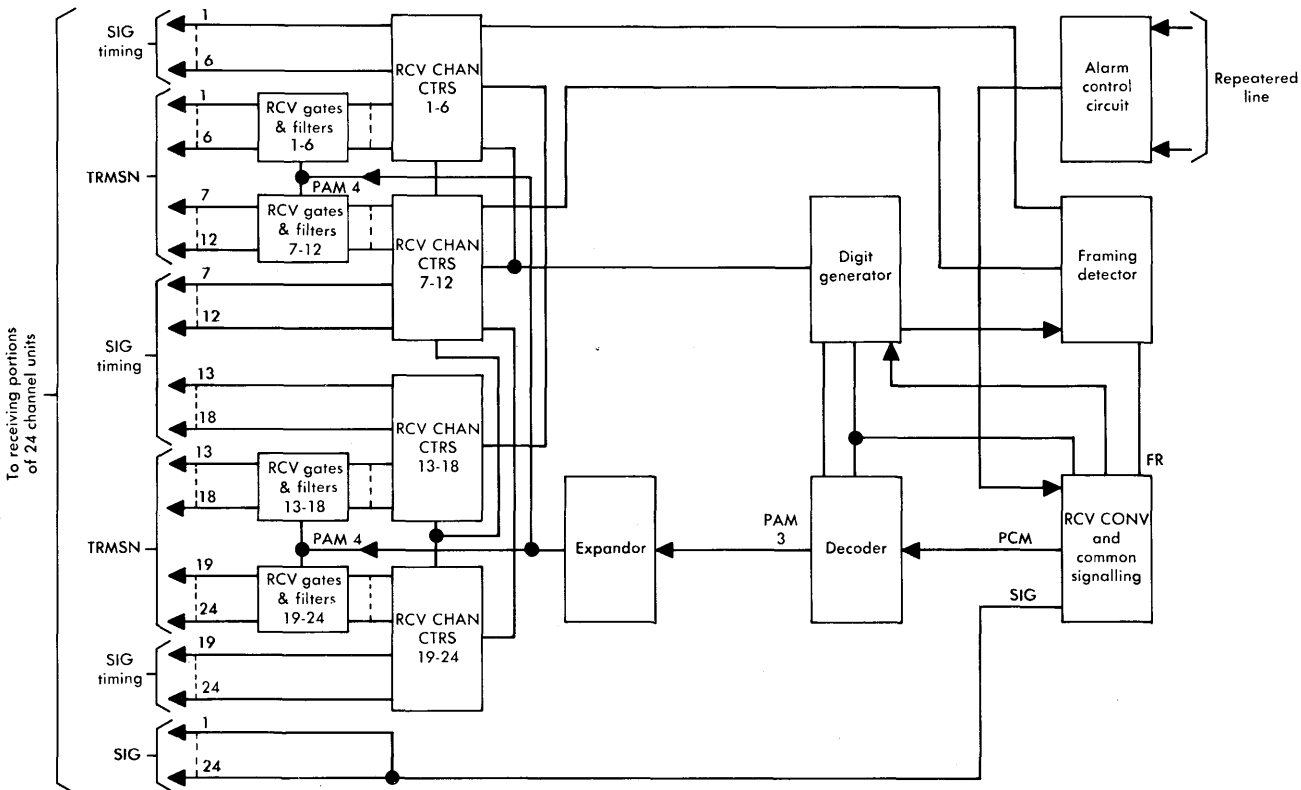 To receiving portions
of 24 channel units
SIG
timing
1
6
TRMSN
1
6
7
12
SIG
timing
7
12
13
18
TRMSN
13
18
19
24
SIG
timing
19
24
SIG
1
24
RCV gates
& filters
1-6
PAM 4
RCV gates
& filters
7-12
RCV gates
& filters
13-18
PAM 4
RCV gates
& filters
19-24
RCV CHAN
CTRS
1-6
RCV CHAN
CTRS
7-12
RCV CHAN
CTRS
13-18
RCV CHAN
CTRS
19-24
Expandor
PAM
3
Digit
generator
Decoder
PCM
SIG
Alarm
control
circuit
Repeatered
line
Framing
detector
FR
RCV CONV
and
common
signalling